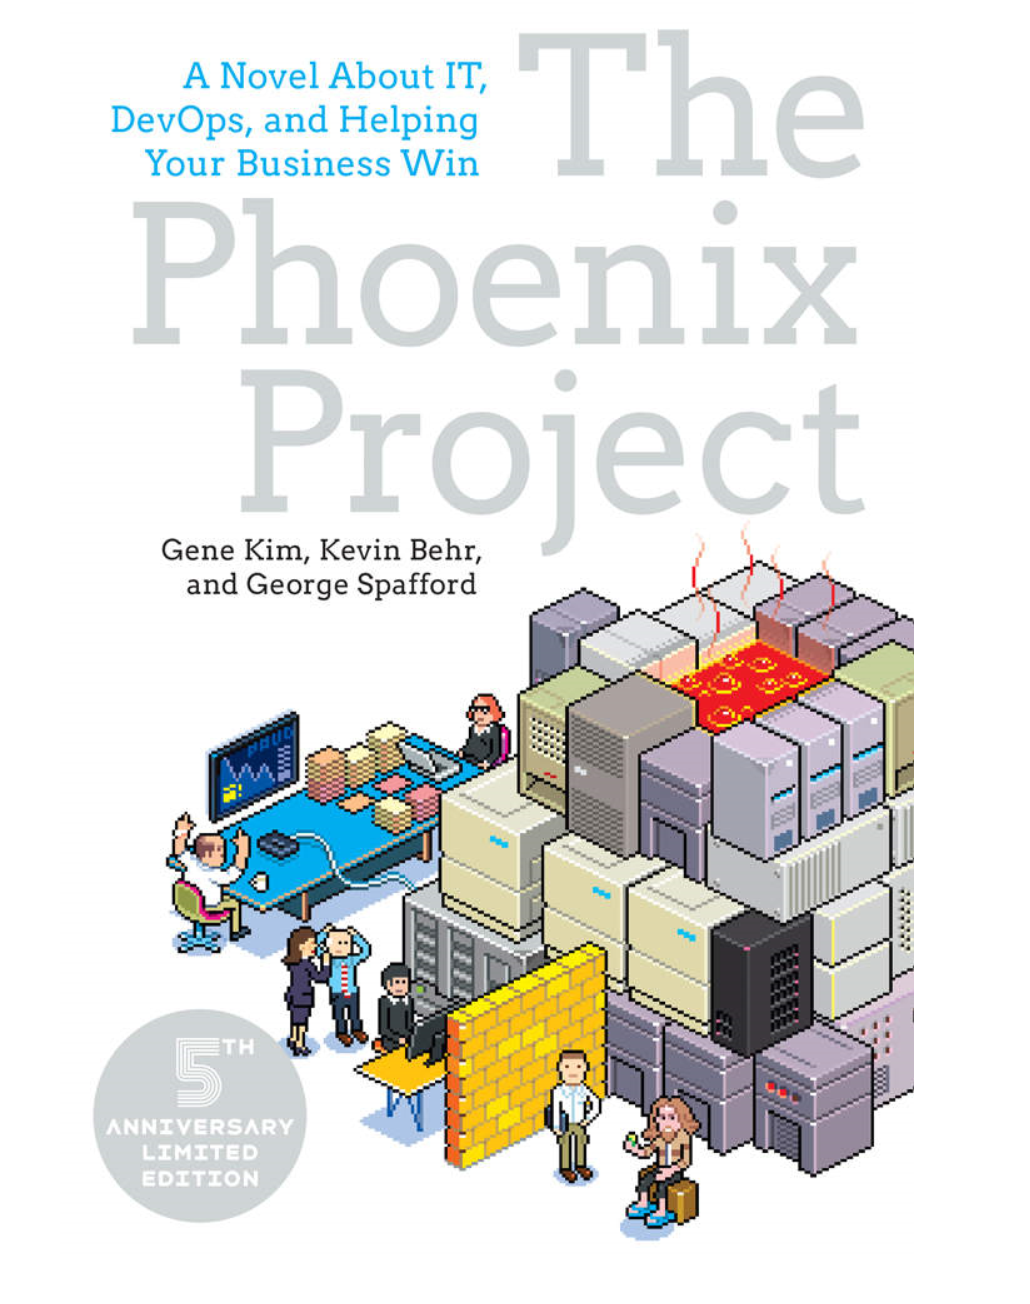 A Novel About IT,
DevOps, and Helping
Your Business Win
The
Phoenix
Project
Gene Kim, Kevin Behr,
and George Spafford
5TH
ANNIVERSARY
LIMITED
EDITION